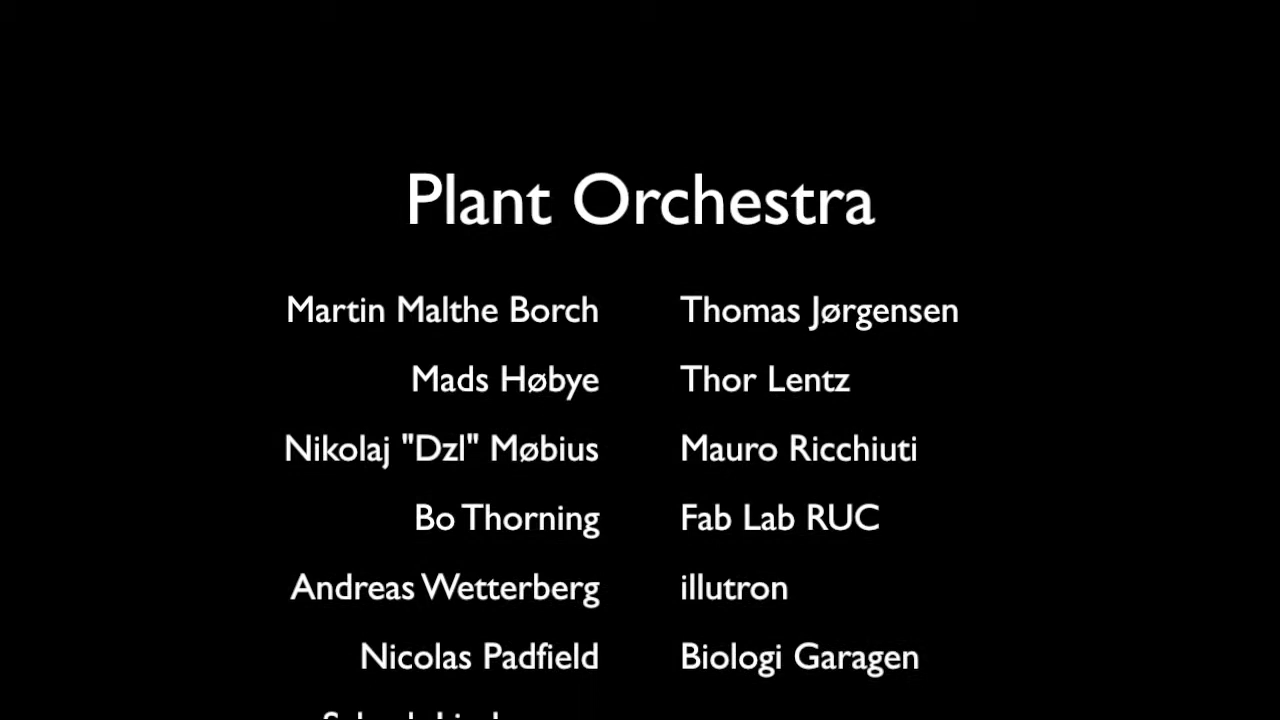 Plant Orchestra
Martin Malthe Borch Thomas Jørgensen
Mads Høbye Thor Lentz
Nikolaj "Dzl" Møbius Mauro Ricchiuti
Bo Thorning Fab Lab RUC
Andreas Wetterberg illutron
Nicolas Padfield Biologi Garagen